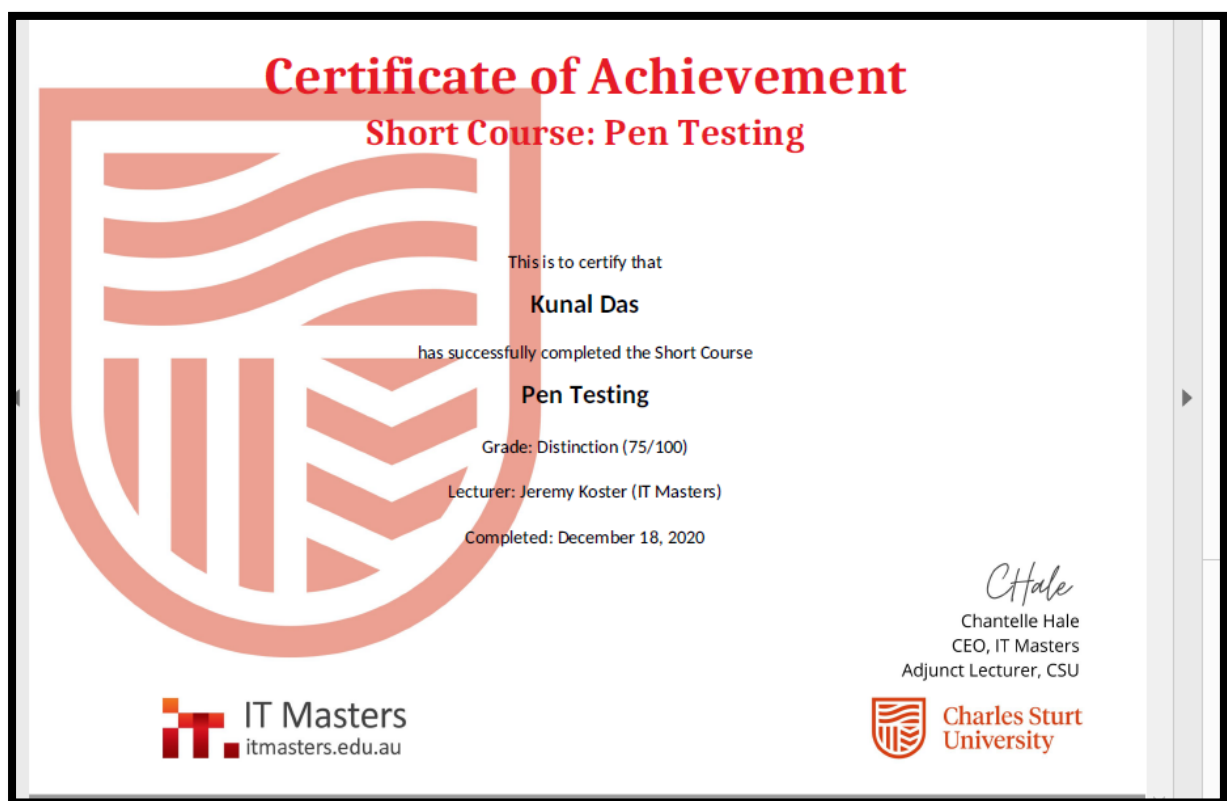 Certificate of Achievement
Short Course: Pen Testing
This is to certify that
Kunal Das
has successfully completed the Short Course
Pen Testing
Grade: Distinction (75/100)
Lecturer: Jeremy Koster (IT Masters)
Completed: December 18, 2020
CHale
Chantelle Hale
CEO, IT Masters
Adjunct Lecturer, CSU
iT.
IT Masters
itmasters.edu.au
Charles Sturt
University